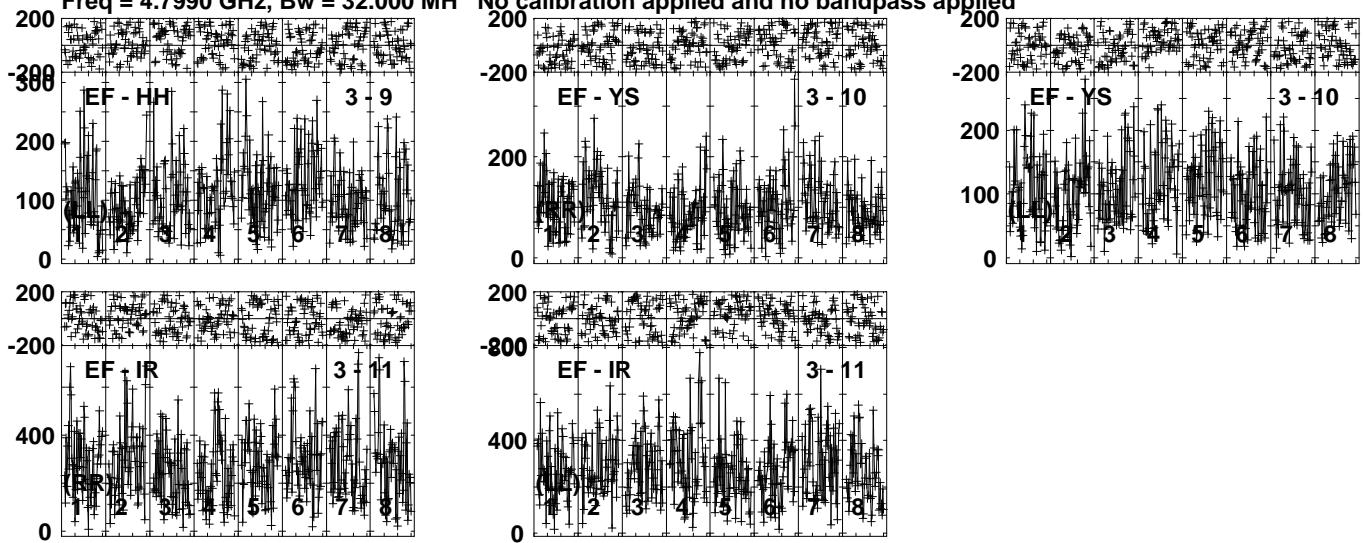 Freq = 4.7990 GHz, Bw = 32.000 MH No calibration applied and no bandpass applied
200
-200
300
200
100
0
EF - HH 3 - 9
(LL)
1 2 3 4 5 6 7 8
-200
200
0
EF - YS 3 - 10
(RR)
1 2 3 4 5 6 7 8
200
-200
200
100
0
EF - YS 3 - 10
(LL)
1 2 3 4 5 6 7 8
200
-200
400
0
EF - IR 3 - 11
(RR)
1 2 3 4 5 6 7 8
200
-200
800
400
0
EF - IR 3 - 11
(LL)
1 2 3 4 5 6 7 8